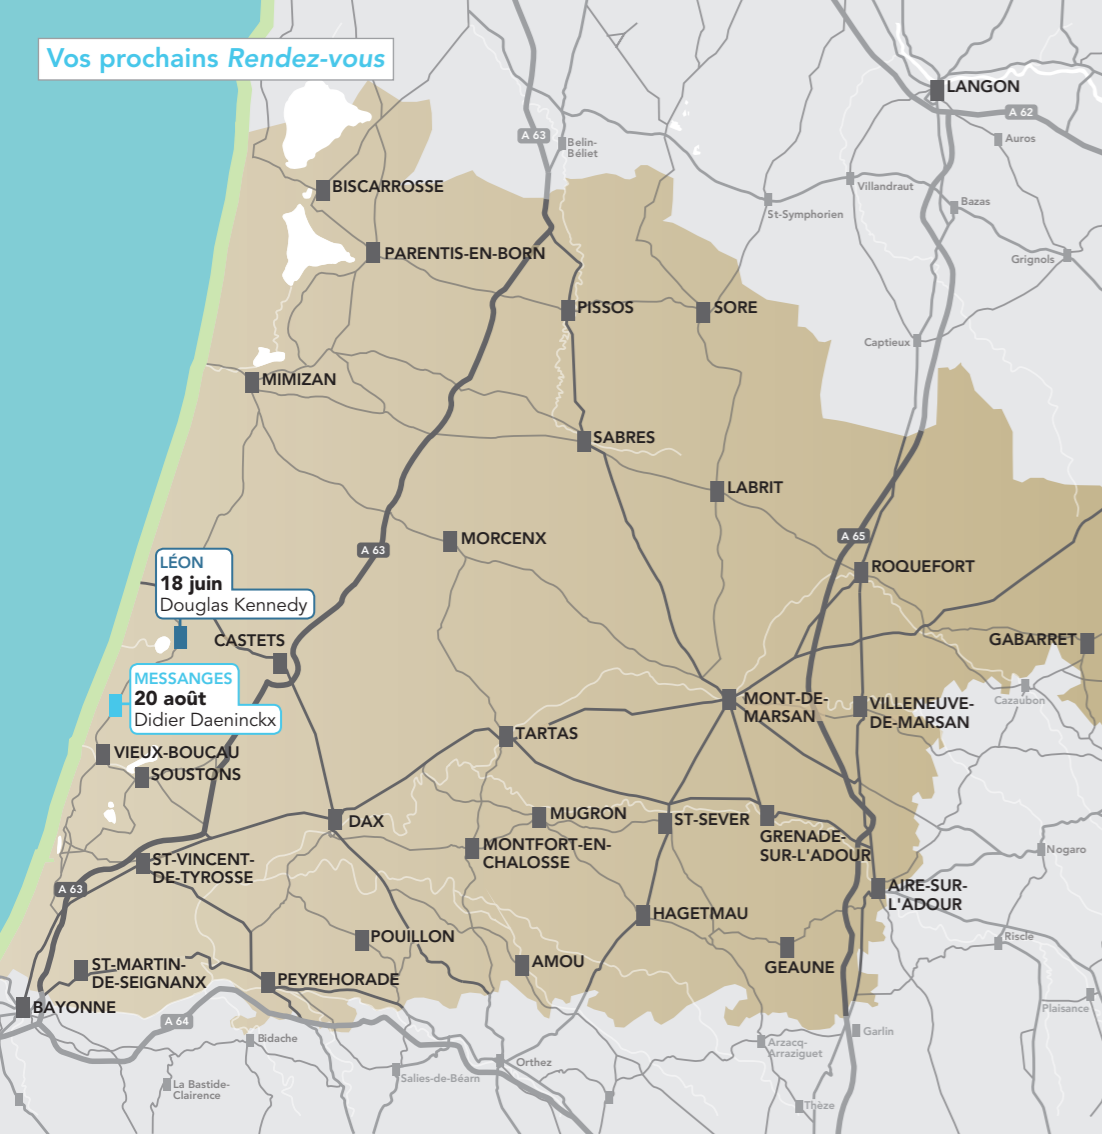 Vos prochains Rendez-vous
LANGON
A 62
A 63
Belin-
Béliet
Auros
BISCARROSSE
Villandraut
Bazas
St-Symphorien
PARENTIS-EN-BORN
Grignols
PISSOS
SORE
Captieux
MIMIZAN
SABRES
LABRIT
A 65
MORCENX
A 63
LÉON
18 juin
Douglas Kennedy
ROQUEFORT
CASTETS
GABARRET
MESSANGES
20 août
Didier Daeninckx
MONT-DE-
MARSAN
VILLENEUVE-
DE-MARSAN
Cazaubon
TARTAS
VIEUX-BOUCAU
SOUSTONS
DAX
MUGRON
ST-SEVER
GRENADE-
SUR-L'ADOUR
MONTFORT-EN-
CHALOSSE
Nogaro
ST-VINCENT-
DE-TYROSSE
A 63
AIRE-SUR-
L'ADOUR
HAGETMAU
POUILLON
Riscle
AMOU
GEAUNE
ST-MARTIN-
DE-SEIGNANX
PEYREHORADE
BAYONNE
Plaisance
A 64
Garlin
Bidache
Arzacq-
Arraziguet
Orthez
Salies-de-Béarn
La Bastide-
Clairence
Thèze